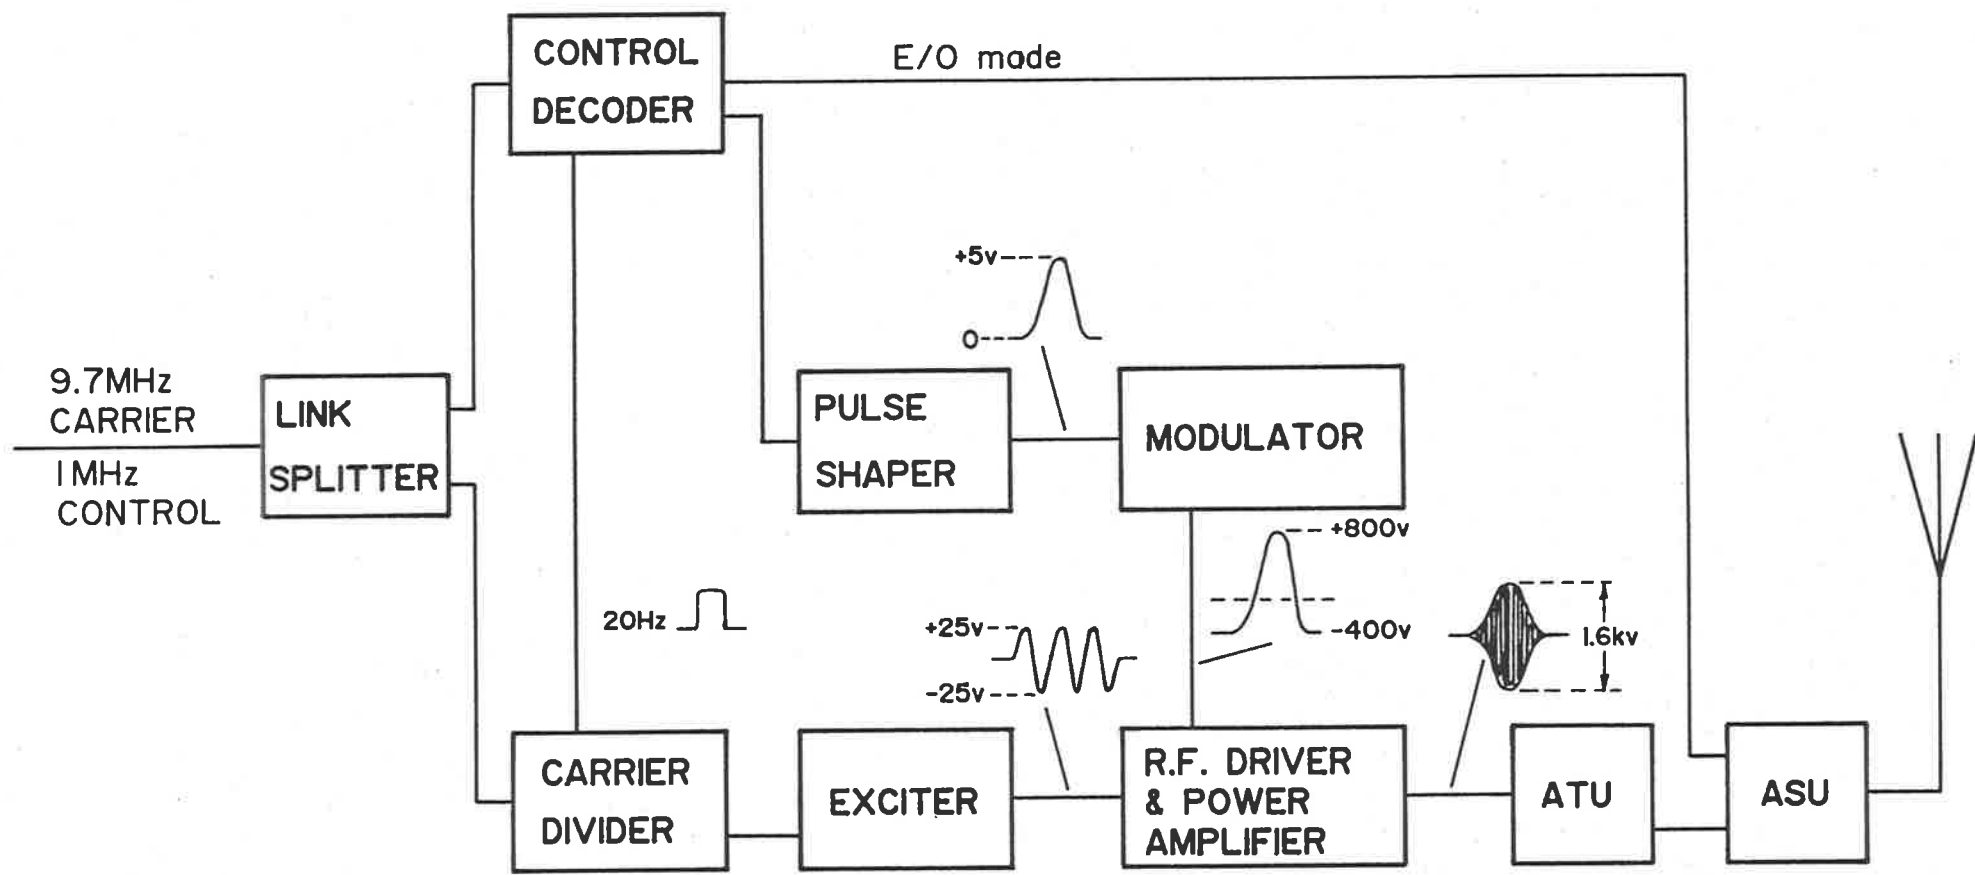 CONTROL
DECODER
E/O made
+5v
0
9.7MHz
CARRIER
1MHz
CONTROL
LINK
SPLITTER
PULSE
SHAPER
MODULATOR
+800v
-400v
20Hz
+25v
-25v
1.6kv
CARRIER
DIVIDER
EXCITER
R.F. DRIVER
& POWER
AMPLIFIER
ATU
ASU